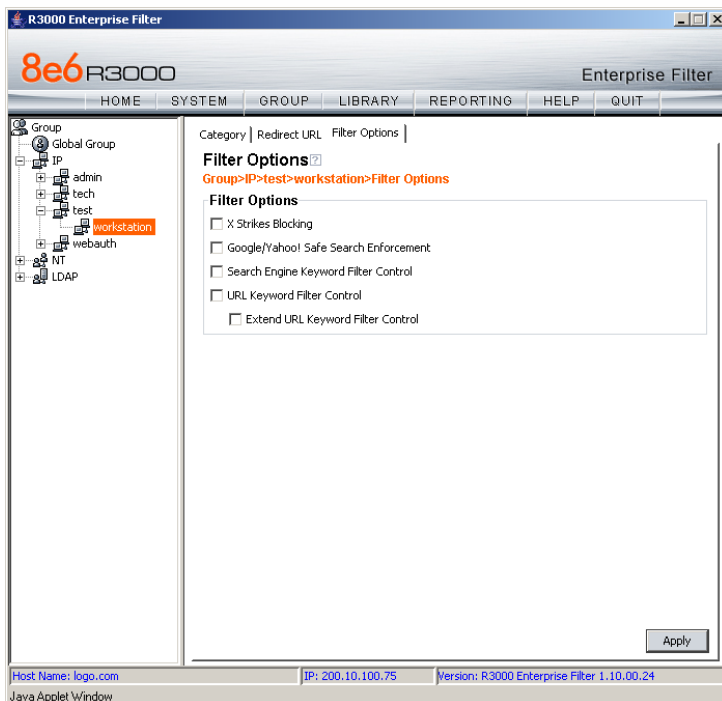 R3000 Enterprise Filter
8e6 R3000
Enterprise Filter
HOME SYSTEM GROUP LIBRARY REPORTING HELP QUIT
Group
Global Group
IP
admin
tech
test
workstation
webauth
NT
LDAP
Category Redirect URL Filter Options
Filter Options ?
Group>IP>test>workstation>Filter Options
Filter Options
X Strikes Blocking
Google/Yahoo! Safe Search Enforcement
Search Engine Keyword Filter Control
URL Keyword Filter Control
Extend URL Keyword Filter Control
Apply
Host Name: logo.com IP: 200.10.100.75 Version: R3000 Enterprise Filter 1.10.00.24
Java Applet Window